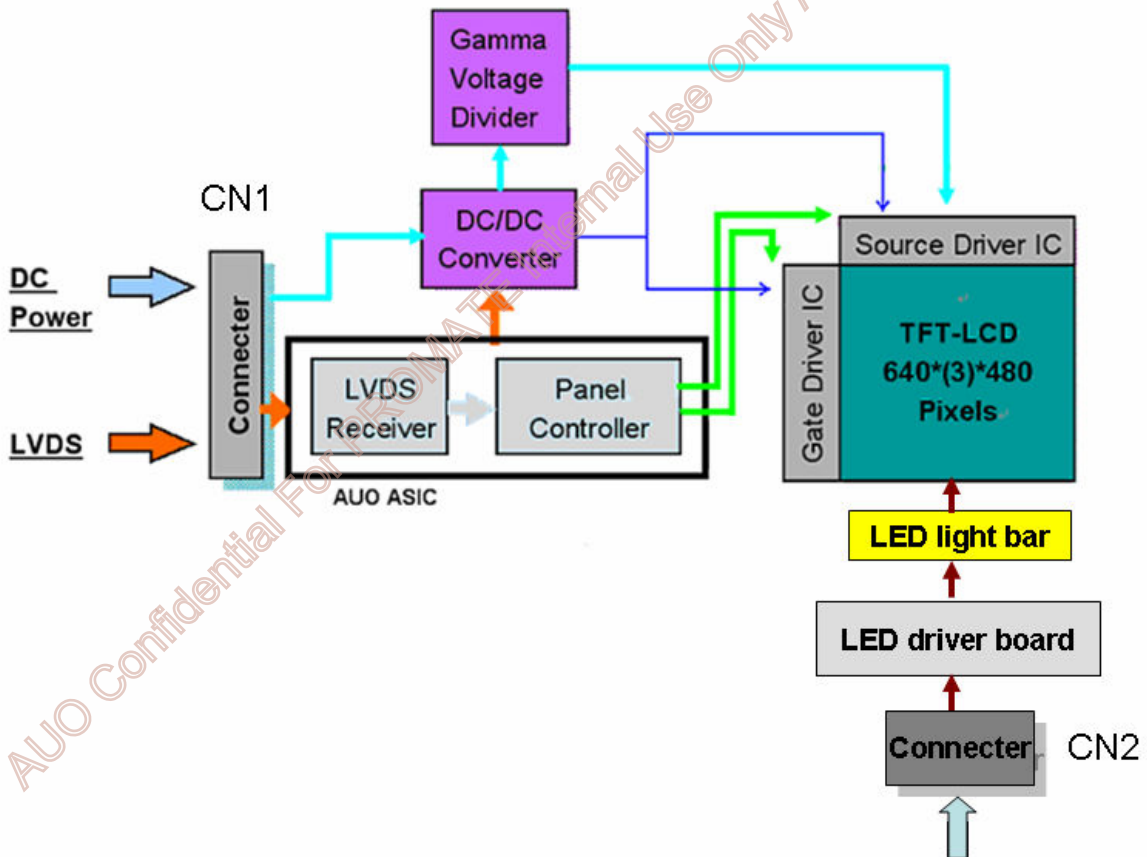 Gamma
Voltage
Divider
CN1
DC/DC
Converter
DC
Power
LVDS
Connecter
LVDS
Receiver
Panel
Controller
AUO ASIC
Source Driver IC
Gate Driver IC
TFT-LCD
640*(3)*480
Pixels
LED light bar
LED driver board
Connecter
CN2
AUO Confidential For PROMATE Internal Use Only